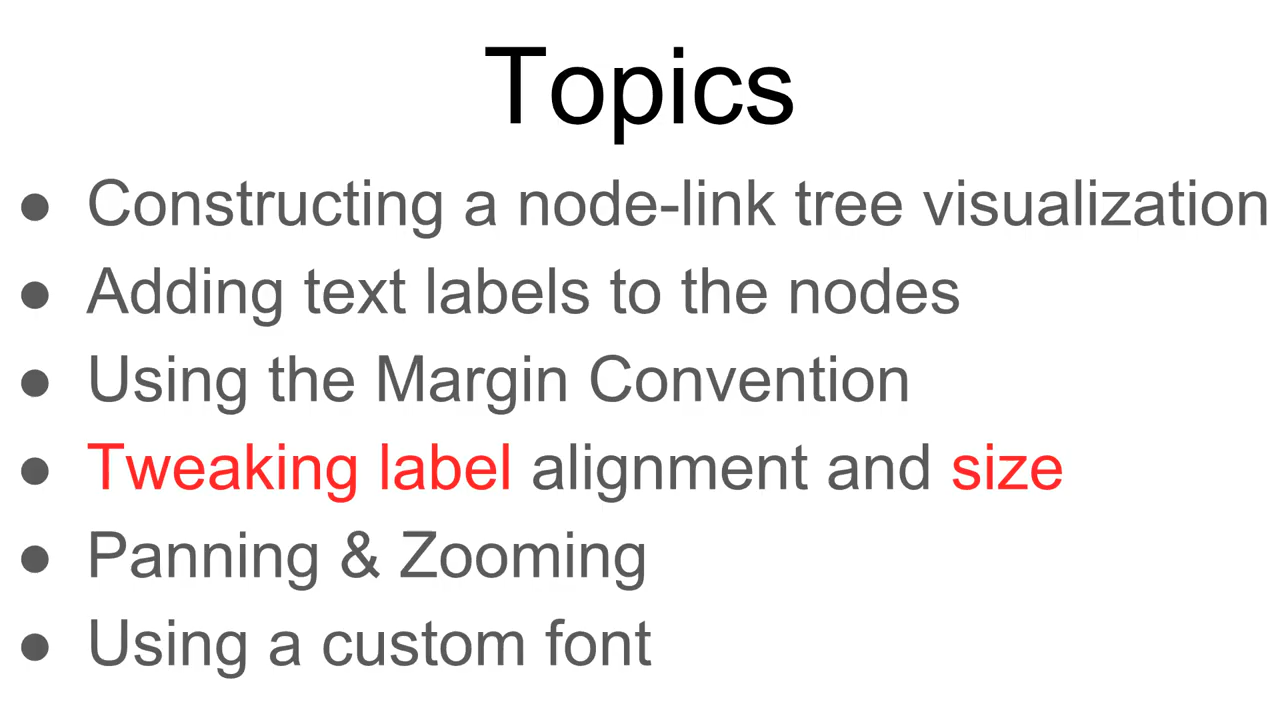 Topics
● Constructing a node-link tree visualization
● Adding text labels to the nodes
● Using the Margin Convention
● Tweaking label alignment and size
● Panning & Zooming
● Using a custom font